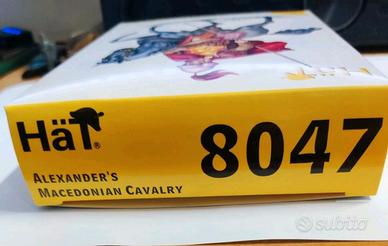 HäT®
8047
ALEXANDER'S
MACEDONIAN CAVALRY
subito